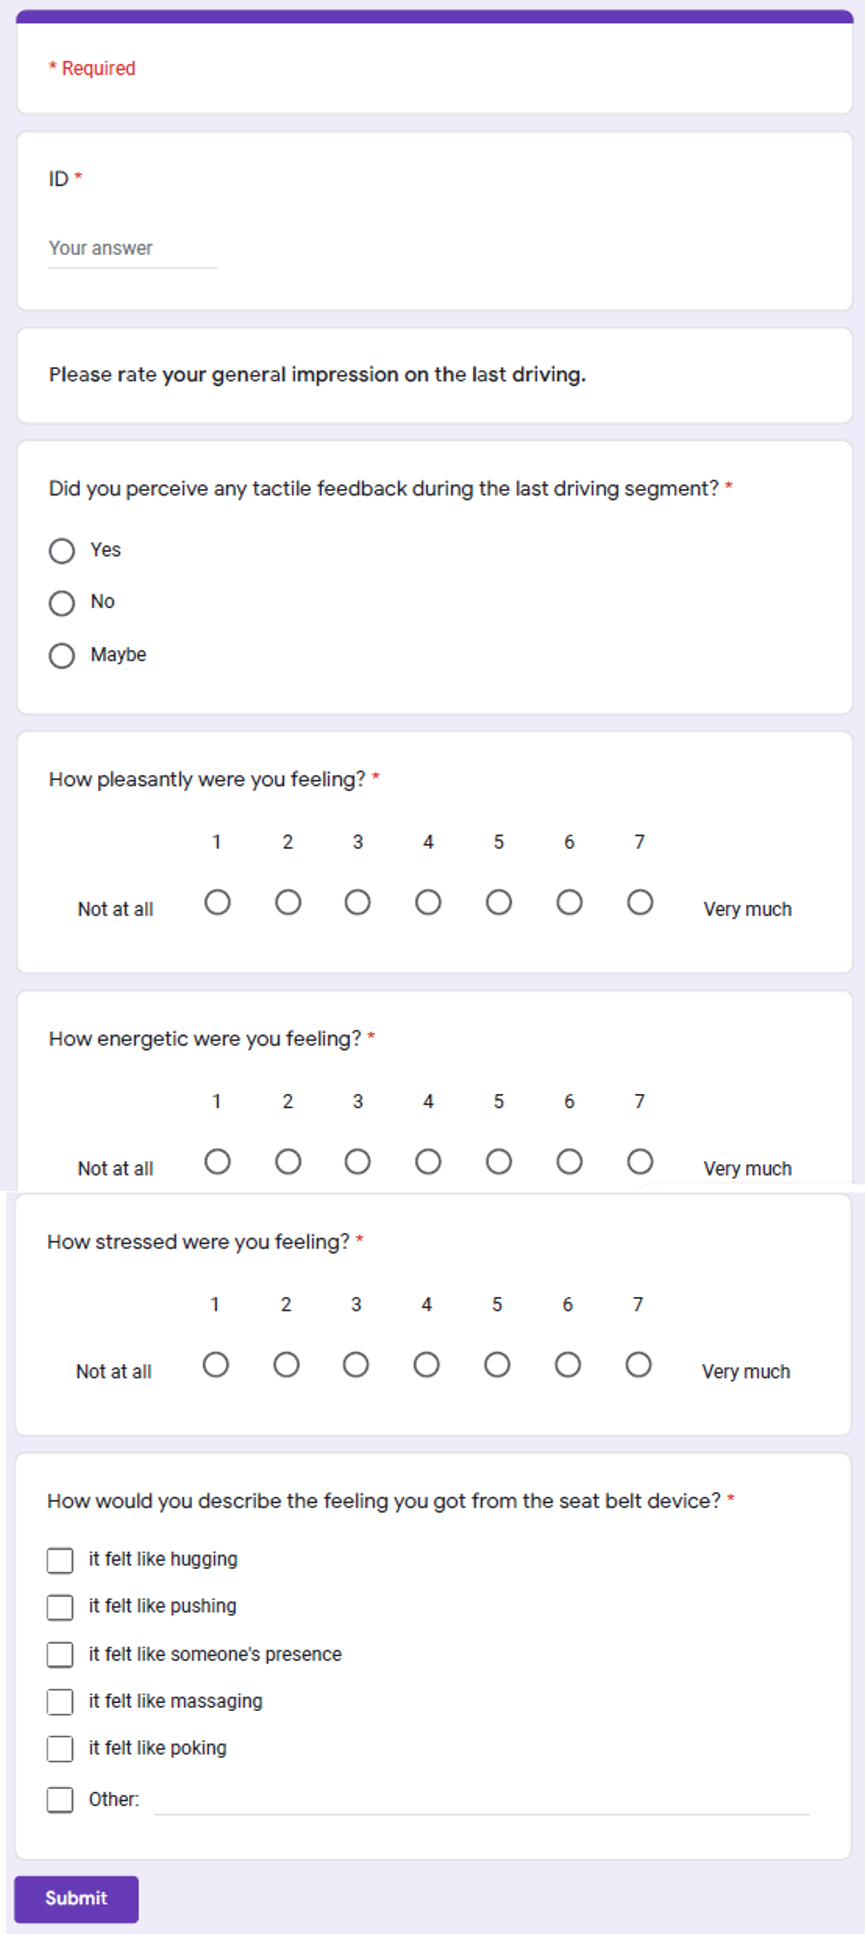 * Required
ID *
Your answer
Please rate your general impression on the last driving.
Did you perceive any tactile feedback during the last driving segment? *
Yes
No
Maybe
How pleasantly were you feeling? *
1 2 3 4 5 6 7
Not at all Very much
How energetic were you feeling? *
1 2 3 4 5 6 7
Not at all Very much
How stressed were you feeling? *
1 2 3 4 5 6 7
Not at all Very much
How would you describe the feeling you got from the seat belt device? *
it felt like hugging
it felt like pushing
it felt like someone's presence
it felt like massaging
it felt like poking
Other:
Submit